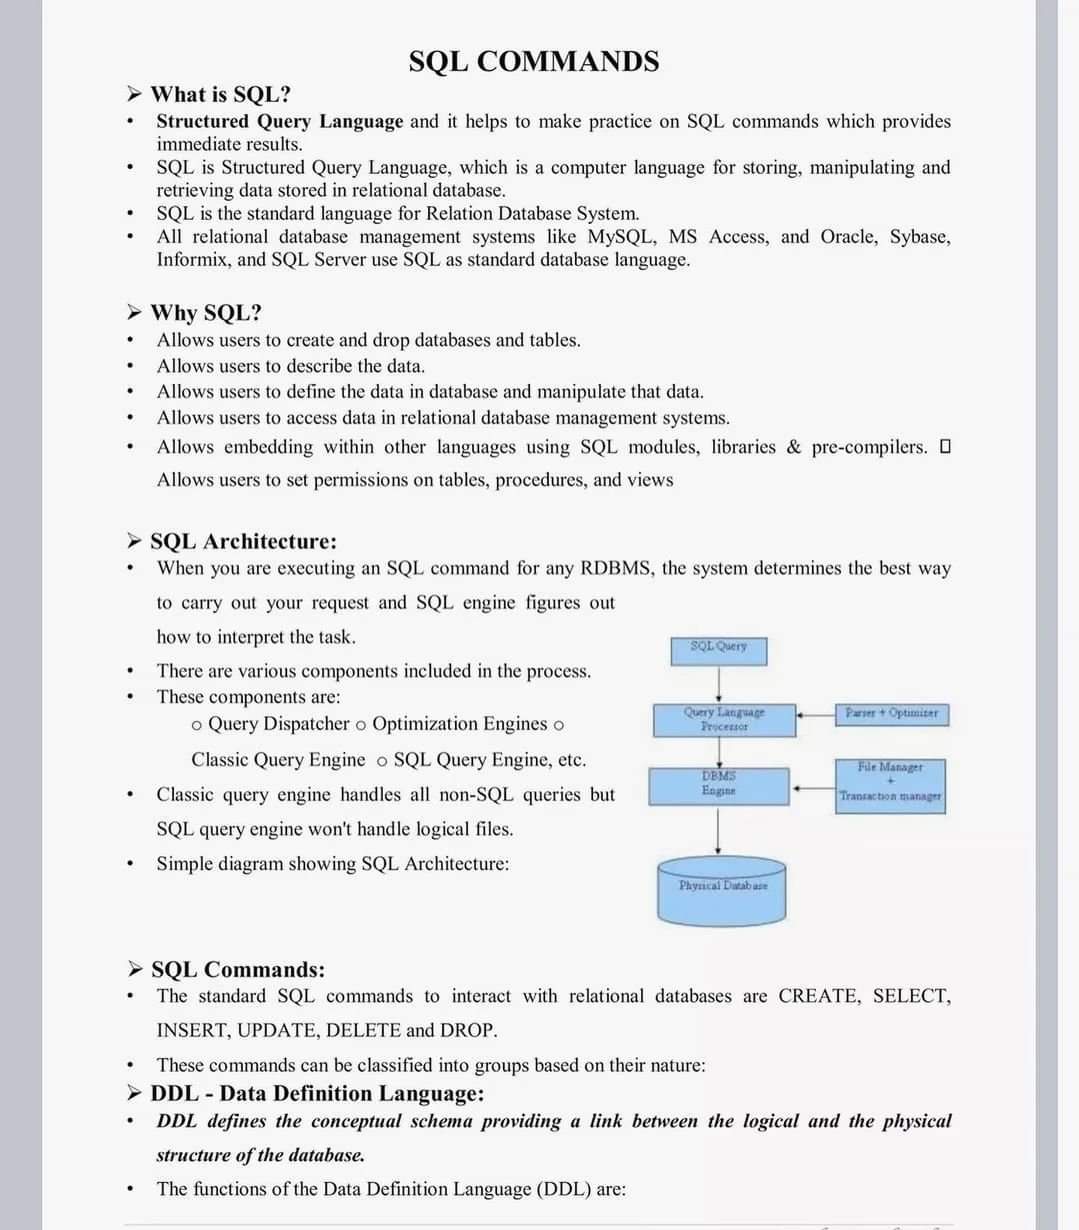 SQL COMMANDS
➢ What is SQL?
• Structured Query Language and it helps to make practice on SQL commands which provides
immediate results.
• SQL is Structured Query Language, which is a computer language for storing, manipulating and
retrieving data stored in relational database.
• SQL is the standard language for Relation Database System.
• All relational database management systems like MySQL, MS Access, and Oracle, Sybase,
Informix, and SQL Server use SQL as standard database language.
➢ Why SQL?
• Allows users to create and drop databases and tables.
• Allows users to describe the data.
• Allows users to define the data in database and manipulate that data.
• Allows users to access data in relational database management systems.
• Allows embedding within other languages using SQL modules, libraries & pre-compilers. 
Allows users to set permissions on tables, procedures, and views
➢ SQL Architecture:
• When you are executing an SQL command for any RDBMS, the system determines the best way
to carry out your request and SQL engine figures out
how to interpret the task.
• There are various components included in the process.
• These components are:
o Query Dispatcher o Optimization Engines o
Classic Query Engine o SQL Query Engine, etc.
• Classic query engine handles all non-SQL queries but
SQL query engine won't handle logical files.
• Simple diagram showing SQL Architecture:
SQL Query
Query Language
Processor
Parser + Optimizer
DBMS
Engine
File Manager
+
Transaction manager
Physical Database
➢ SQL Commands:
• The standard SQL commands to interact with relational databases are CREATE, SELECT,
INSERT, UPDATE, DELETE and DROP.
• These commands can be classified into groups based on their nature:
➢ DDL - Data Definition Language:
• DDL defines the conceptual schema providing a link between the logical and the physical
structure of the database.
• The functions of the Data Definition Language (DDL) are: